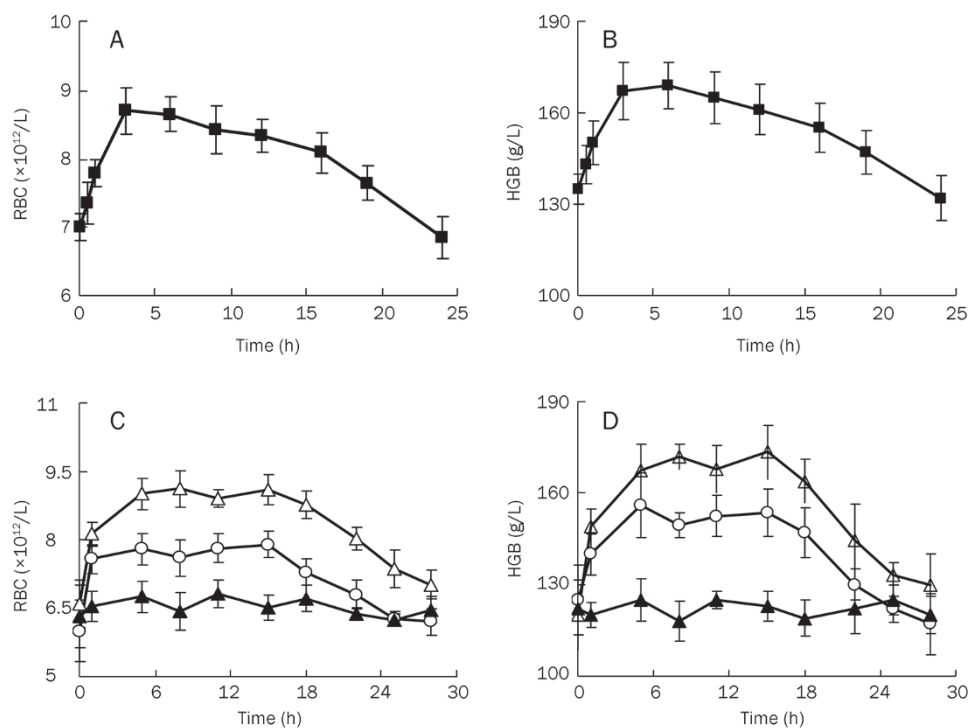 A
RBC (×10¹²/L)
10
9
8
7
6
0 5 10 15 20 25
Time (h)
B
HGB (g/L)
190
160
130
100
0 5 10 15 20 25
Time (h)
C
RBC (×10¹²/L)
11
9.5
8
6.5
5
0 6 12 18 24 30
Time (h)
D
HGB (g/L)
190
160
130
100
0 6 12 18 24 30
Time (h)